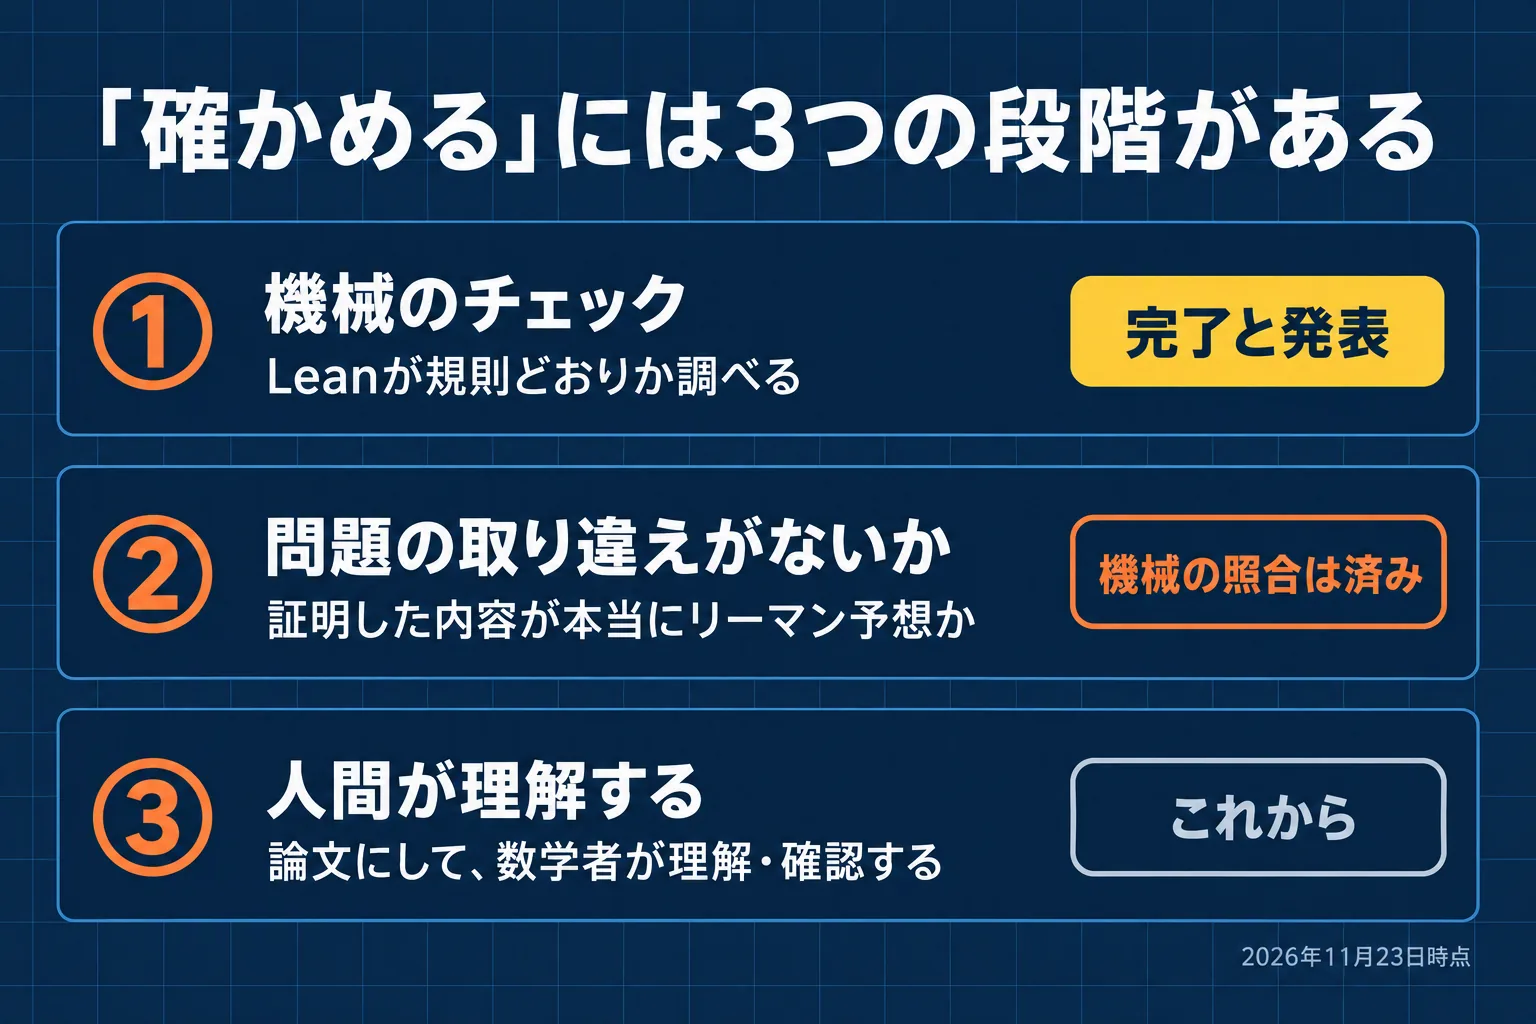 「確かめる」には3つの段階がある
①
機械のチェック
Leanが規則どおりか調べる
完了と発表
②
問題の取り違えがないか
証明した内容が本当にリーマン予想か
機械の照合は済み
③
人間が理解する
論文にして、数学者が理解・確認する
これから
2026年11月23日時点